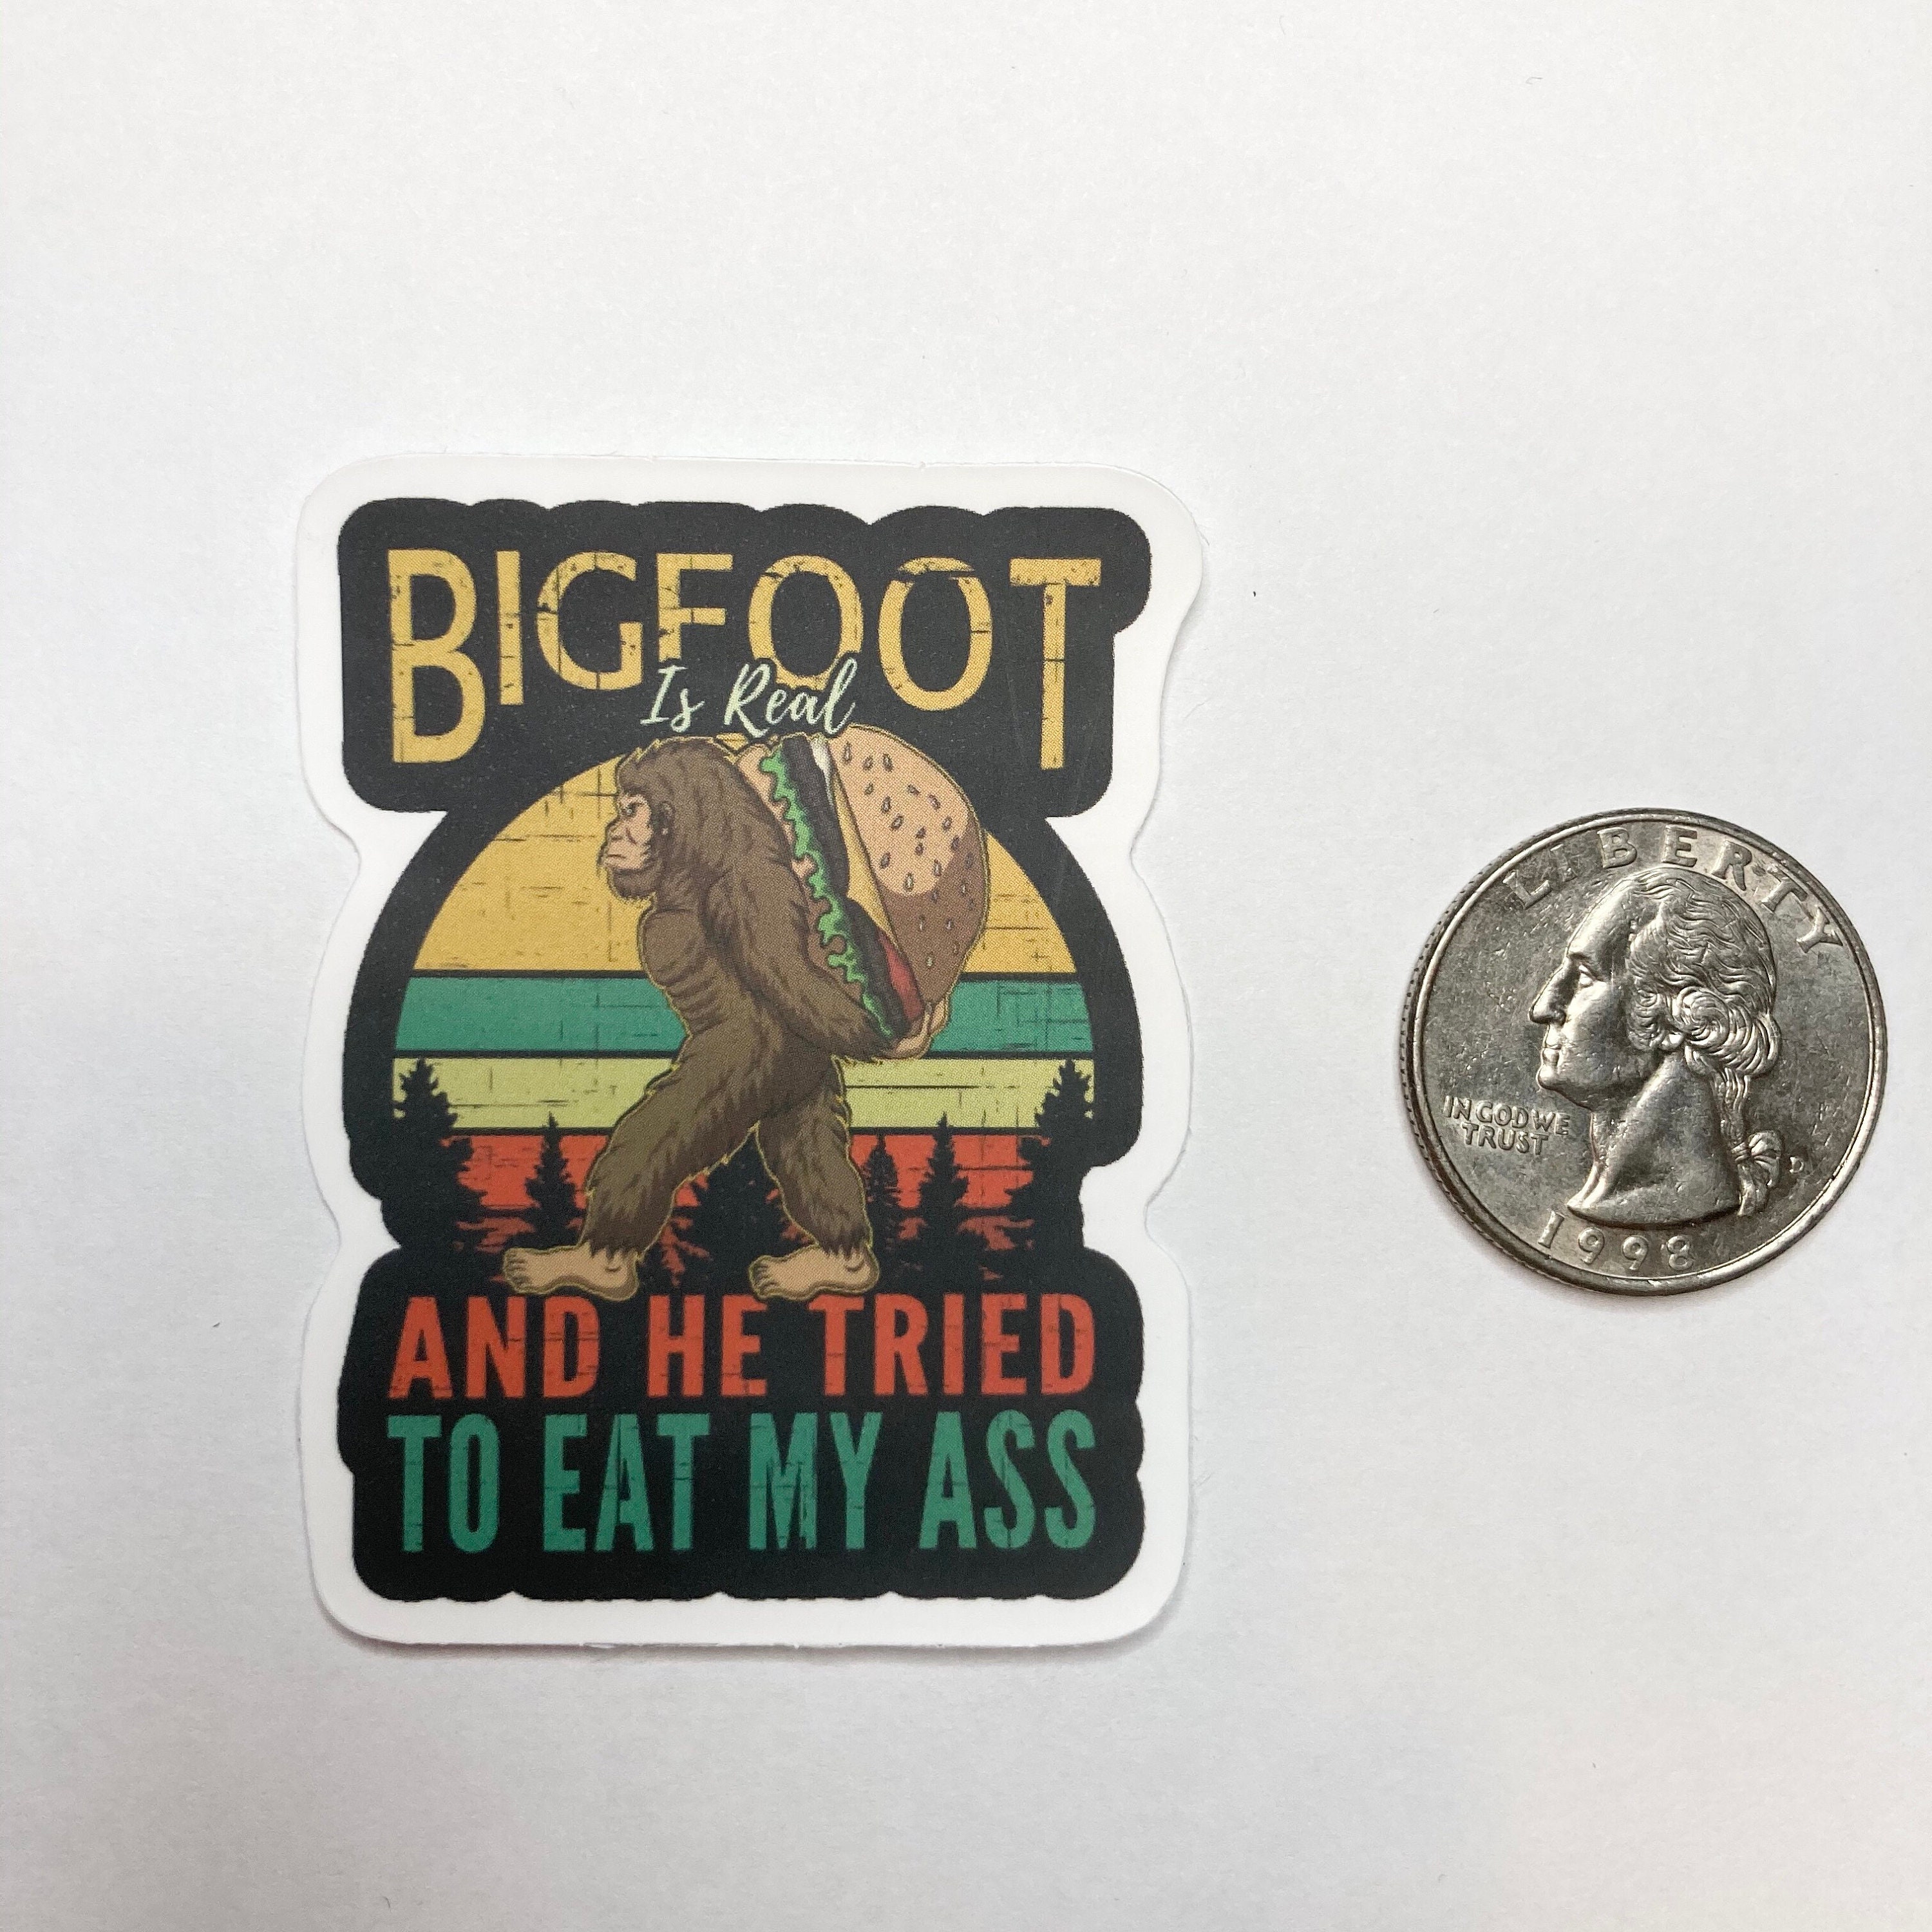 BIGFOOT
Is Real
AND HE TRIED
TO EAT MY ASS
LIBERTY
IN GOD WE
TRUST
D
1998